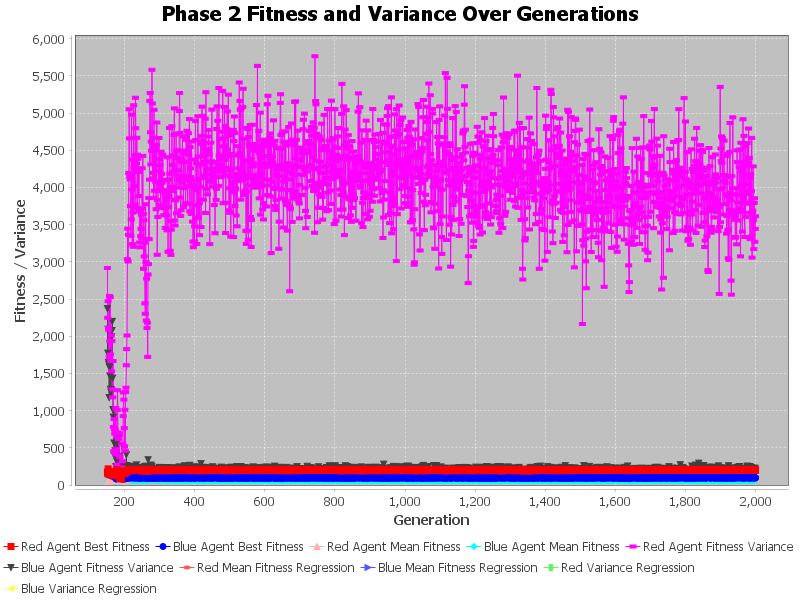 Phase 2 Fitness and Variance Over Generations
6,000
5,500
5,000
4,500
4,000
3,500
3,000
2,500
2,000
1,500
1,000
500
0
Fitness / Variance
200 400 600 800 1,000 1,200 1,400 1,600 1,800 2,000
Generation
Red Agent Best Fitness Blue Agent Best Fitness Red Agent Mean Fitness Blue Agent Mean Fitness Red Agent Fitness Variance
Blue Agent Fitness Variance Red Mean Fitness Regression Blue Mean Fitness Regression Red Variance Regression
Blue Variance Regression